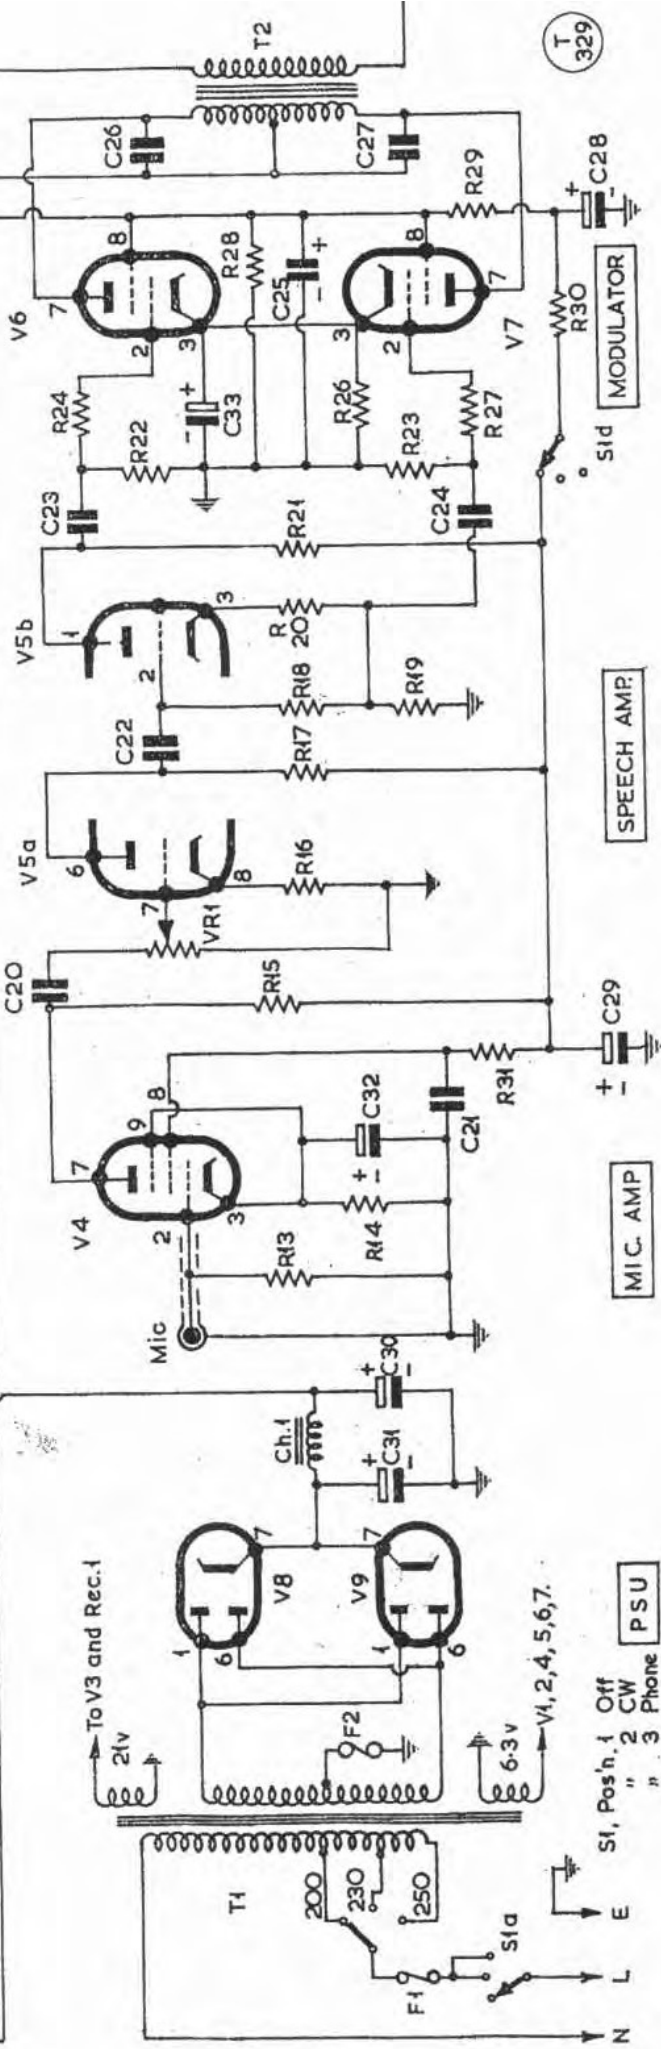 To V3 and Rec.1
21v
T1
200
230
250
F1
S1a
N
L
E
F2
6·3v
V1, 2, 4, 5, 6, 7.
S1, Pos'n. 1 Off
" 2 CW
" 3 Phone
PSU
1
6
7
V8
1
6
7
V9
Ch.1
+
C31
-
+
C30
-
Mic
V4
7
2
3
9
8
R13
R14
+
C32
-
C21
R31
+
C29
-
MIC. AMP
C20
R15
VR1
V5a
6
7
8
R16
R17
C22
V5b
1
2
3
R18
R
20
R19
R21
SPEECH AMP.
C23
C24
R24
R22
-
+
C33
R26
R23
R27
V6
7
2
3
8
R28
C25
-
+
V7
3
2
8
7
C26
C27
T2
R29
R30
S1d
+
C28
-
MODULATOR
T
329